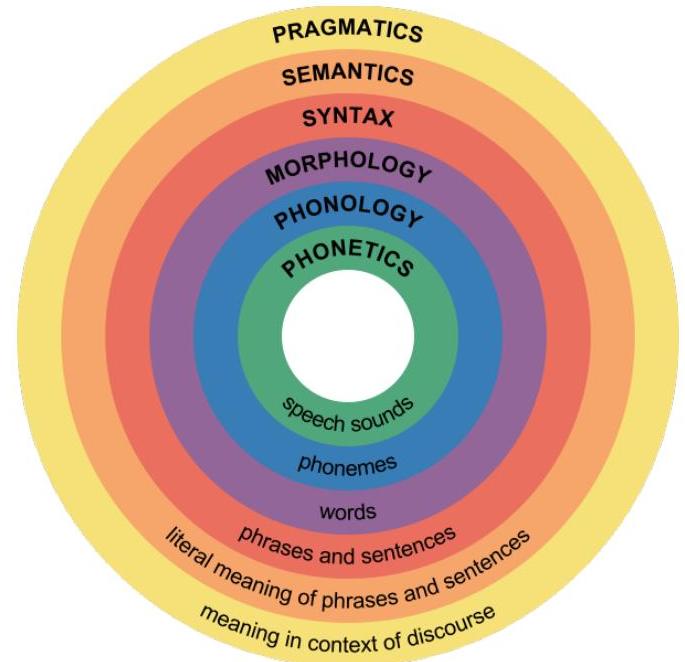 PRAGMATICS
SEMANTICS
SYNTAX
MORPHOLOGY
PHONOLOGY
PHONETICS
speech sounds
phonemes
words
phrases and sentences
literal meaning of phrases and sentences
meaning in context of discourse